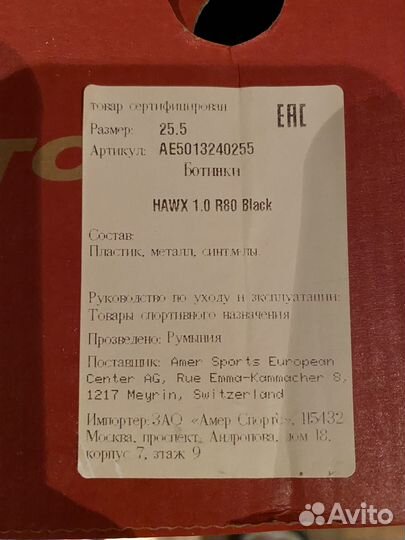 товар сертифицирован
EAC
Размер: 25.5
Артикул: AE5013240255
Ботинки
HAWX 1.0 R80 Black
Состав:
Пластик, металл, синт.м-лы.
Руководство по уходу и эксплуатации:
Товары спортивного назначения
Прозведено: Румыния
Поставщик: Amer Sports European
Center AG, Rue Emma-Kammacher 8,
1217 Meyrin, Switzerland
Импортер: ЗАО «Амер Спортс», 115432
Москва, проспект. Андропова, дом 18,
корпус 7, этаж 9
TO
Avito